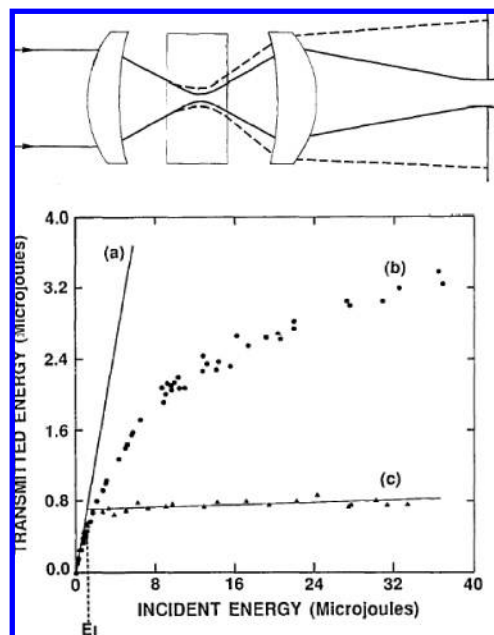 TRANSMITTED ENERGY (Microjoules)
4.0
3.2
2.4
1.6
0.8
0.0
(a)
(b)
(c)
0
8
16
24
32
40
INCIDENT ENERGY (Microjoules)
El